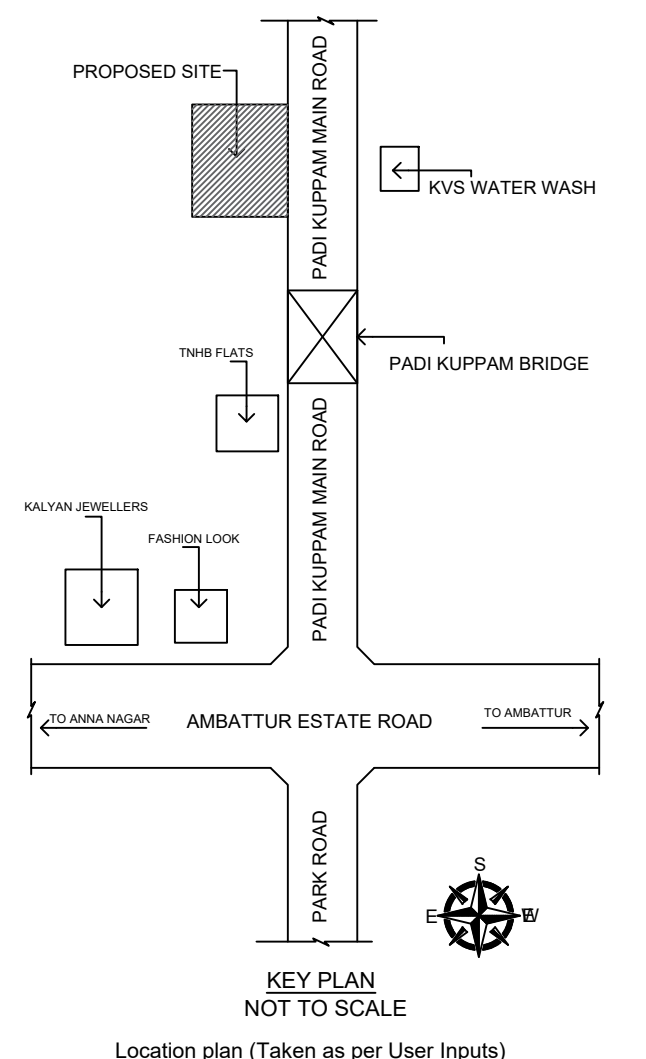 PROPOSED SITE
PADI KUPPAM MAIN ROAD
KVS WATER WASH
TNHB FLATS
PADI KUPPAM BRIDGE
PADI KUPPAM MAIN ROAD
KALYAN JEWELLERS
FASHION LOOK
TO ANNA NAGAR
AMBATTUR ESTATE ROAD
TO AMBATTUR
PARK ROAD
S
E
W
KEY PLAN
NOT TO SCALE
Location plan (Taken as per User Inputs)